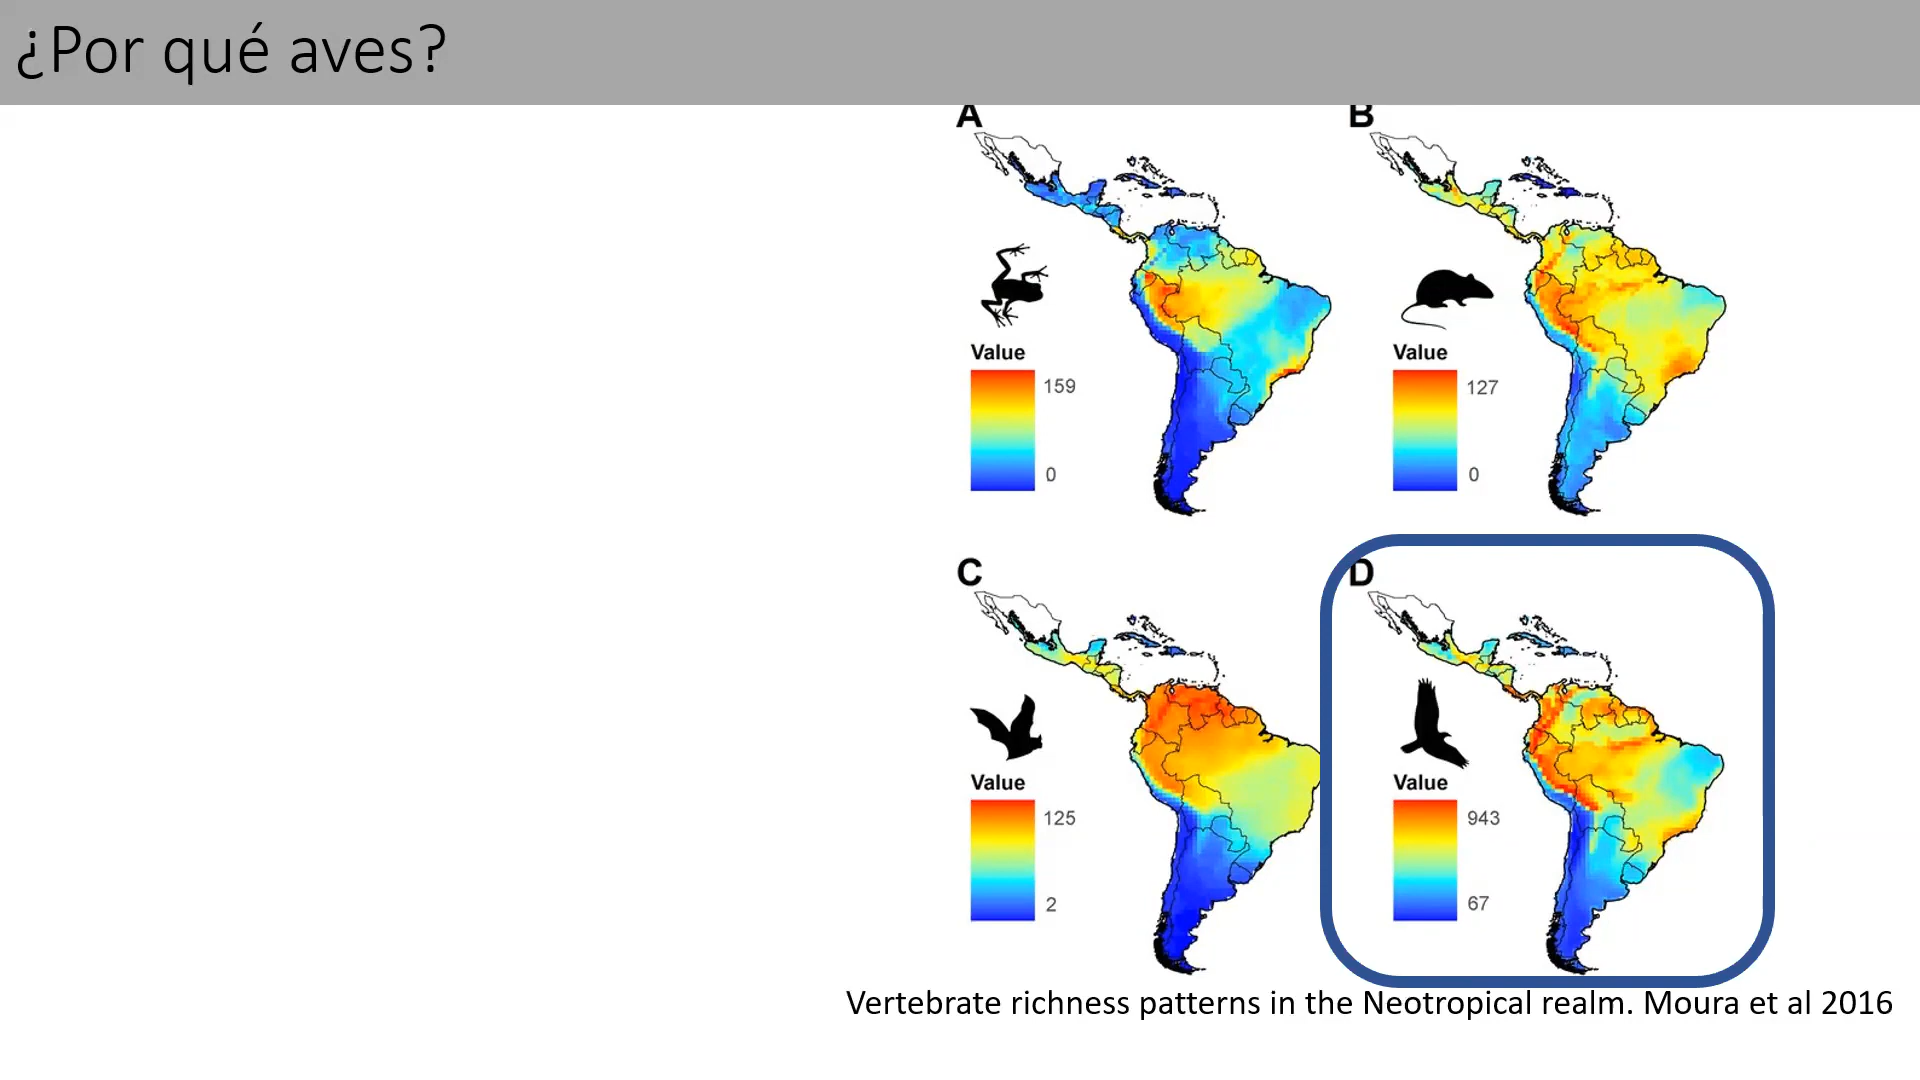 ¿Por qué aves?
A
B
Value
159
0
Value
127
0
C
D
Value
125
2
Value
943
67
Vertebrate richness patterns in the Neotropical realm. Moura et al 2016